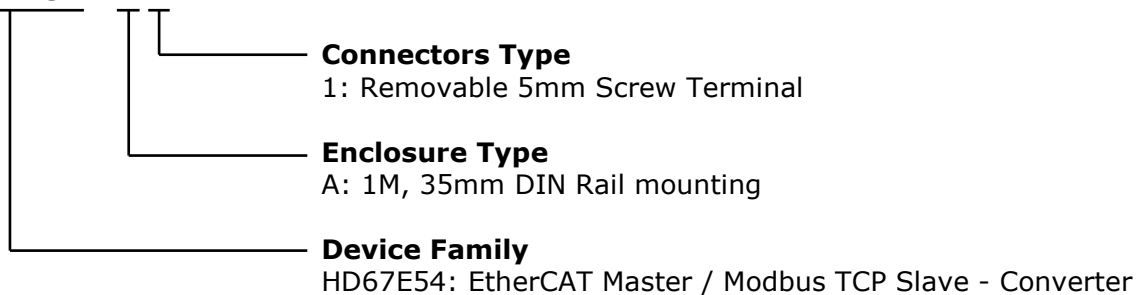 Connectors Type
1: Removable 5mm Screw Terminal
Enclosure Type
A: 1M, 35mm DIN Rail mounting
Device Family
HD67E54: EtherCAT Master / Modbus TCP Slave - Converter